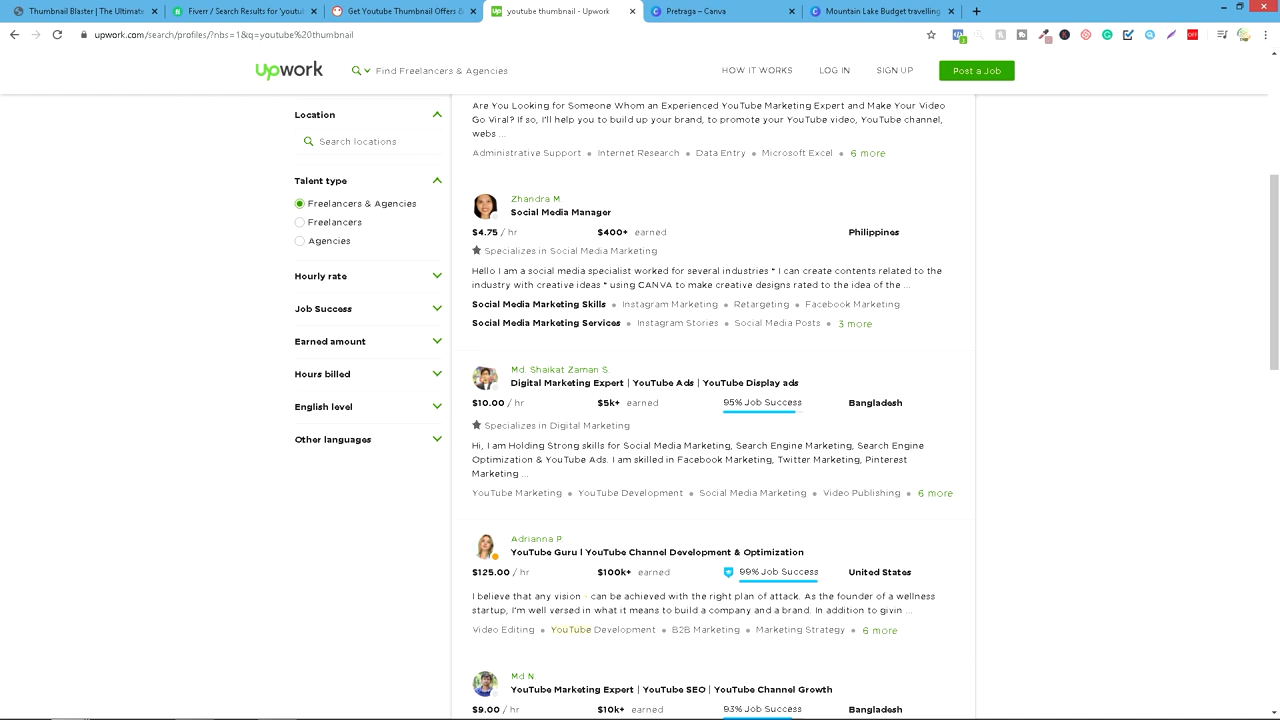 Thumbnail Blaster | The Ultimat
Fiverr / Search Results for 'youtu
Get Youtube Thumbnail Offers &
youtube thumbnail - Upwork
Pretraga – Canva
Mountain Lake Budget travelling
upwork.com/search/profiles/?nbs=1&q=youtube%20thumbnail
upwork
Find Freelancers & Agencies
HOW IT WORKS
LOG IN
SIGN UP
Post a Job
Location
Search locations
Talent type
Freelancers & Agencies
Freelancers
Agencies
Hourly rate
Job Success
Earned amount
Hours billed
English level
Other languages
Are You Looking for Someone Whom an Experienced YouTube Marketing Expert and Make Your Video
Go Viral? If so, I'll help you to build up your brand, to promote your YouTube video, YouTube channel,
webs ...
Administrative Support • Internet Research • Data Entry • Microsoft Excel • 6 more
Zhandra M.
Social Media Manager
$4.75 / hr $400+ earned Philippines
Specializes in Social Media Marketing
Hello I am a social media specialist worked for several industries * I can create contents related to the
industry with creative ideas * using CANVA to make creative designs rated to the idea of the ...
Social Media Marketing Skills • Instagram Marketing • Retargeting • Facebook Marketing
Social Media Marketing Services • Instagram Stories • Social Media Posts • 3 more
Md. Shaikat Zaman S.
Digital Marketing Expert | YouTube Ads | YouTube Display ads
$10.00 / hr $5k+ earned 95% Job Success Bangladesh
Specializes in Digital Marketing
Hi, I am Holding Strong skills for Social Media Marketing, Search Engine Marketing, Search Engine
Optimization & YouTube Ads. I am skilled in Facebook Marketing, Twitter Marketing, Pinterest
Marketing ...
YouTube Marketing • YouTube Development • Social Media Marketing • Video Publishing • 6 more
Adrianna P.
YouTube Guru l YouTube Channel Development & Optimization
$125.00 / hr $100k+ earned 99% Job Success United States
I believe that any vision can be achieved with the right plan of attack. As the founder of a wellness
startup, I'm well versed in what it means to build a company and a brand. In addition to givin ...
Video Editing • YouTube Development • B2B Marketing • Marketing Strategy • 6 more
Md N.
YouTube Marketing Expert | YouTube SEO | YouTube Channel Growth
$9.00 / hr $10k+ earned 93% Job Success Bangladesh